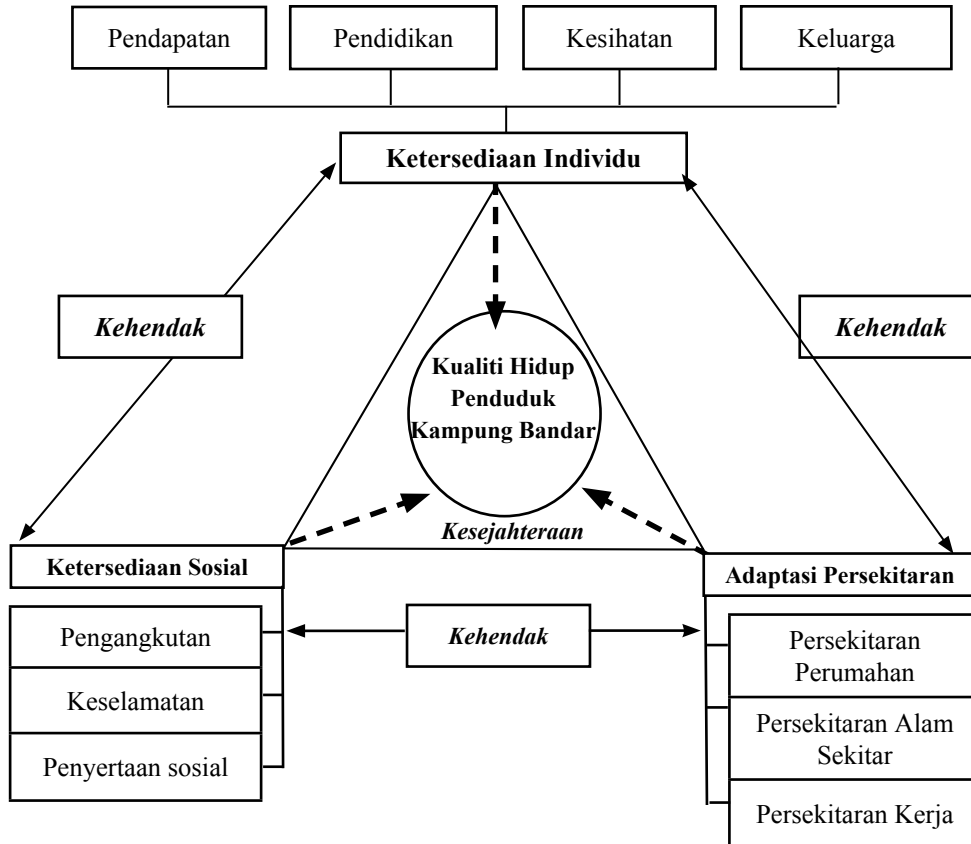 Pendapatan
Pendidikan
Kesihatan
Keluarga
Ketersediaan Individu
Kehendak
Kehendak
Kualiti Hidup
Penduduk
Kampung Bandar
Kesejahteraan
Ketersediaan Sosial
Adaptasi Persekitaran
Pengangkutan
Keselamatan
Penyertaan sosial
Kehendak
Persekitaran
Perumahan
Persekitaran Alam
Sekitar
Persekitaran Kerja